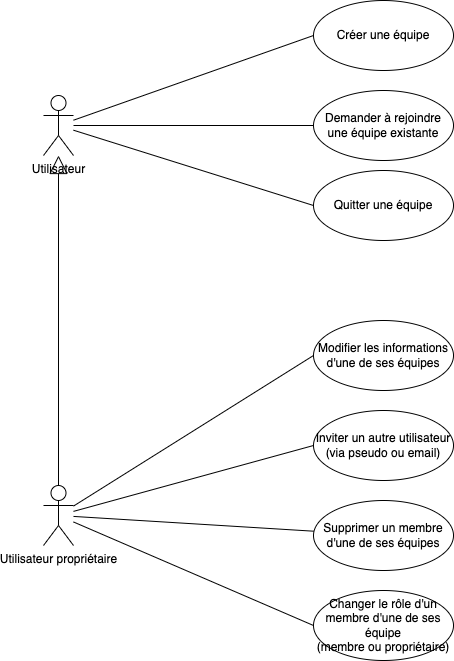 Créer une équipe
Demander à rejoindre
une équipe existante
Utilisateur
Quitter une équipe
Modifier les informations
d'une de ses équipes
Inviter un autre utilisateur
(via pseudo ou email)
Supprimer un membre
d'une de ses équipes
Utilisateur propriétaire
Changer le rôle d'un
membre d'une de ses
équipe
(membre ou propriétaire)